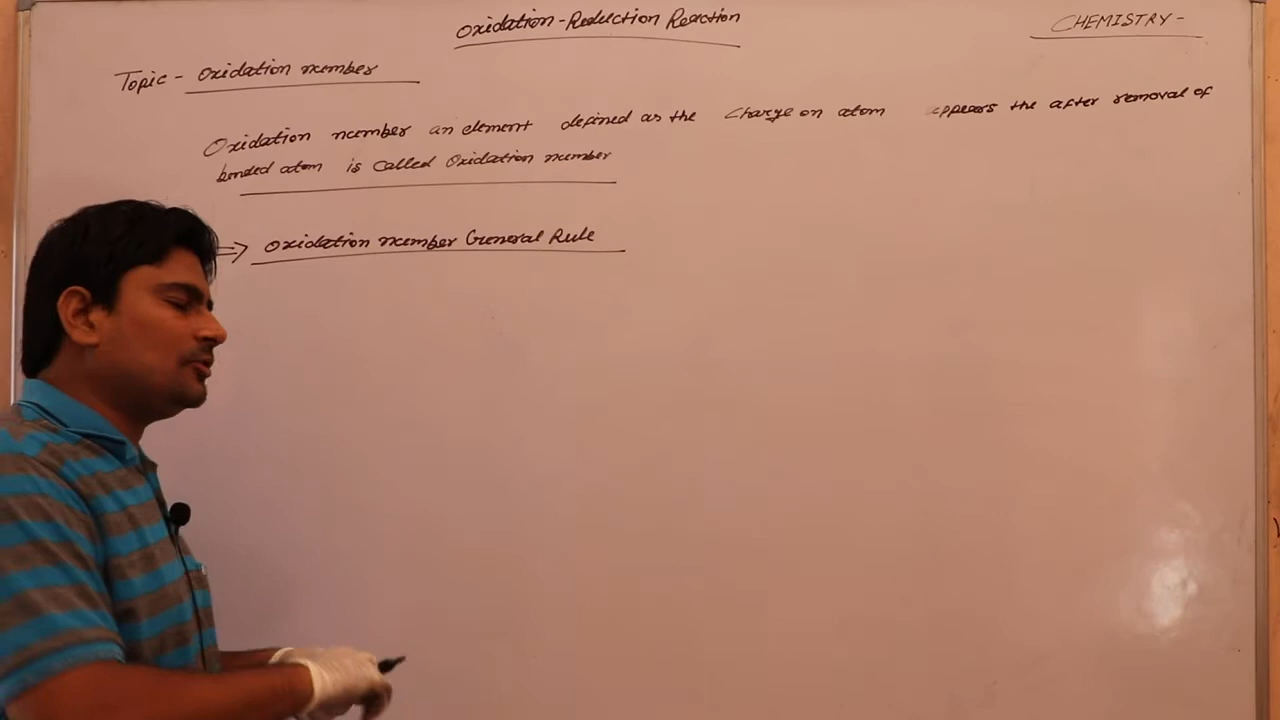 Oxidation-Reduction Reaction
CHEMISTRY-
Topic - Oxidation number
Oxidation number an element defined as the charge on atom appears the after removal of
bonded atom is called Oxidation number
⇒ Oxidation number General Rule